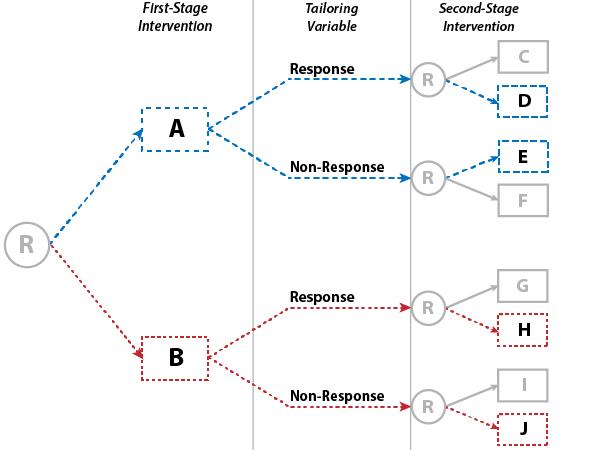 First-Stage
Intervention
Tailoring
Variable
Second-Stage
Intervention
Response
R
C
D
A
Non-Response
R
E
F
R
Response
R
G
H
B
Non-Response
R
I
J